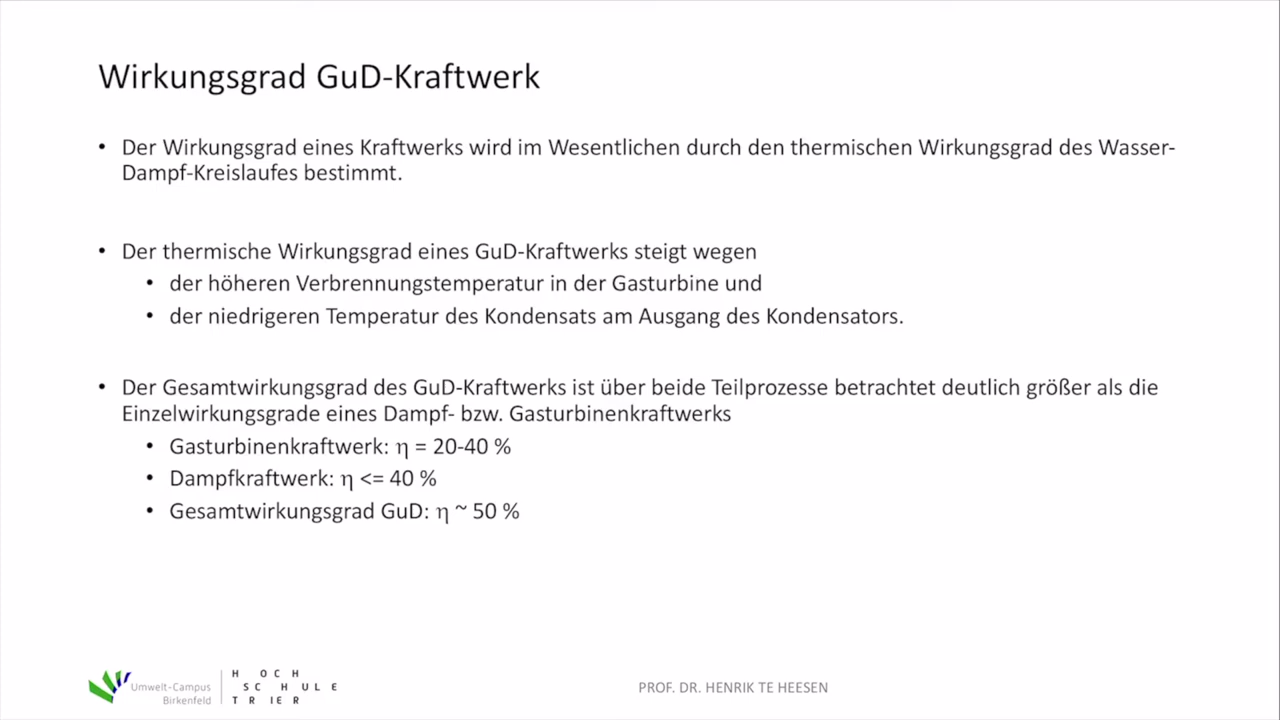 Wirkungsgrad GuD-Kraftwerk
• Der Wirkungsgrad eines Kraftwerks wird im Wesentlichen durch den thermischen Wirkungsgrad des Wasser-
Dampf-Kreislaufes bestimmt.
• Der thermische Wirkungsgrad eines GuD-Kraftwerks steigt wegen
• der höheren Verbrennungstemperatur in der Gasturbine und
• der niedrigeren Temperatur des Kondensats am Ausgang des Kondensators.
• Der Gesamtwirkungsgrad des GuD-Kraftwerks ist über beide Teilprozesse betrachtet deutlich größer als die
Einzelwirkungsgrade eines Dampf- bzw. Gasturbinenkraftwerks
• Gasturbinenkraftwerk: η = 20-40 %
• Dampfkraftwerk: η <= 40 %
• Gesamtwirkungsgrad GuD: η ~ 50 %
Umwelt-Campus
Birkenfeld
HOCH
SCHULE
TRIER
PROF. DR. HENRIK TE HEESEN